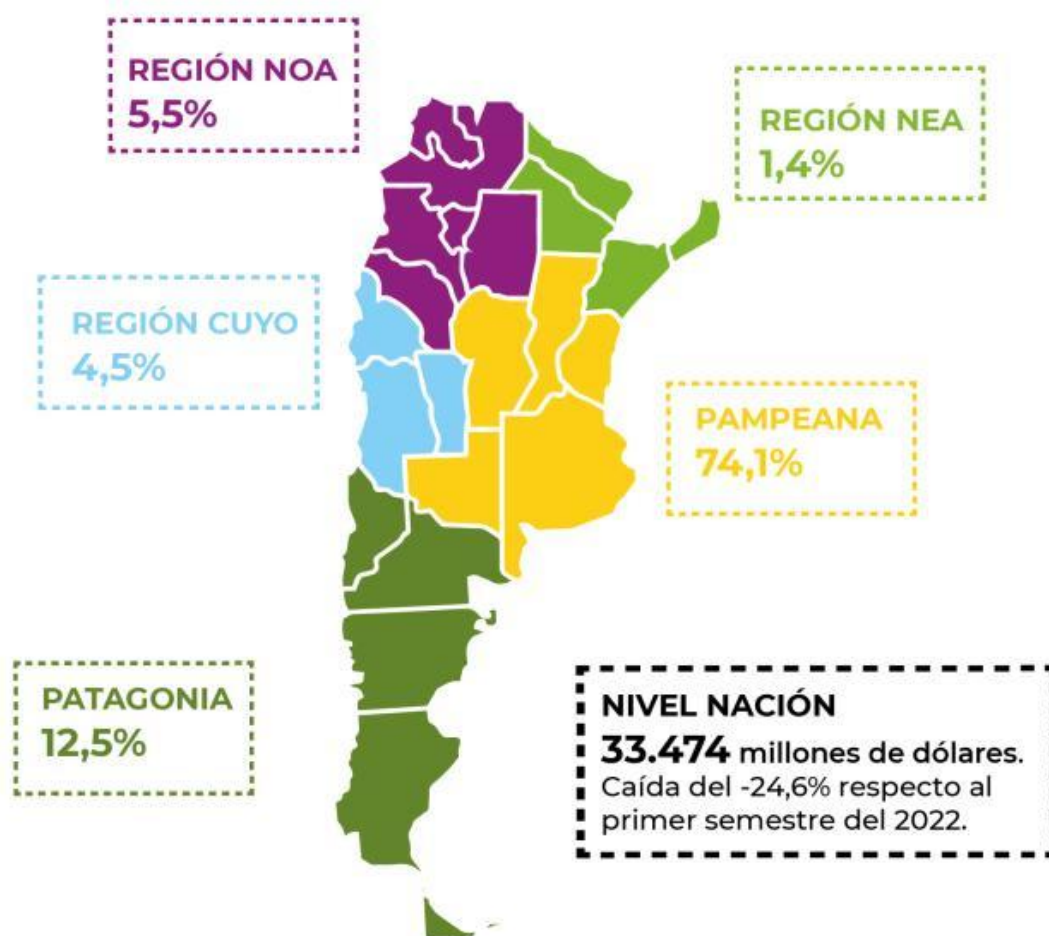 REGIÓN NOA
5,5%
REGIÓN NEA
1,4%
REGIÓN CUYO
4,5%
PAMPEANA
74,1%
PATAGONIA
12,5%
NIVEL NACIÓN
33.474 millones de dólares.
Caída del -24,6% respecto al
primer semestre del 2022.